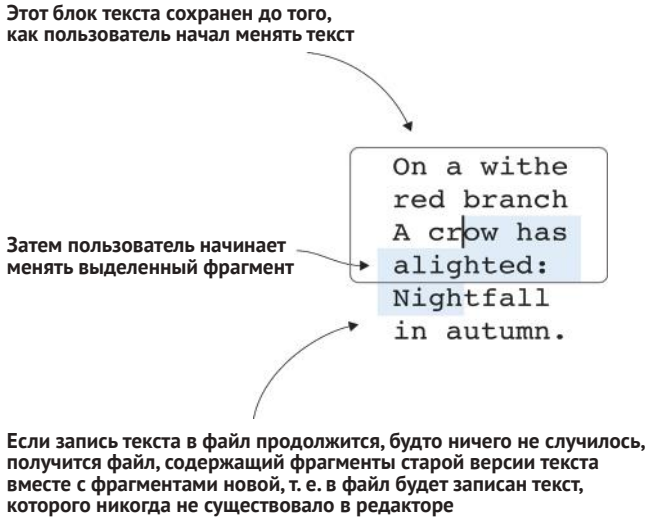 Этот блок текста сохранен до того,
как пользователь начал менять текст
On a withe
red branch
A crow has
Затем пользователь начинает
менять выделенный фрагмент
alighted:
Nightfall
in autumn.
Если запись текста в файл продолжится, будто ничего не случилось,
получится файл, содержащий фрагменты старой версии текста
вместе с фрагментами новой, т. е. в файл будет записан текст,
которого никогда не существовало в редакторе